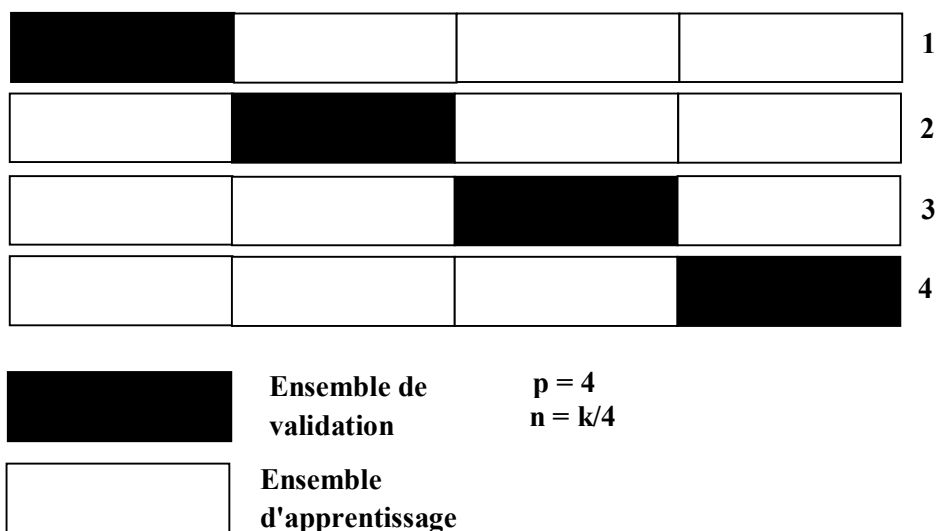 1
2
3
4
Ensemble de
validation
p = 4
n = k/4
Ensemble
d'apprentissage